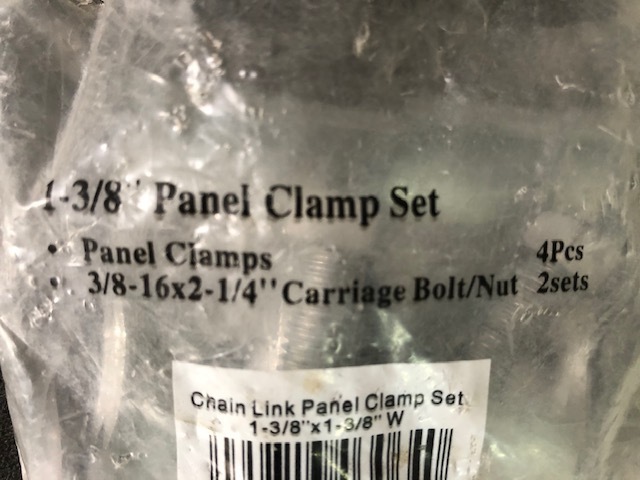 1-3/8" Panel Clamp Set
• Panel Clamps 4Pcs
• 3/8-16x2-1/4" Carriage Bolt/Nut 2sets
Chain Link Panel Clamp Set
1-3/8"x1-3/8" W